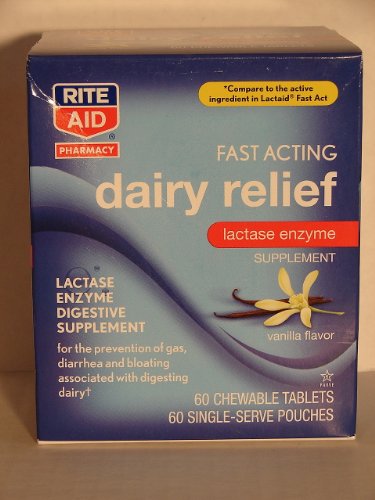 RITE
AID
®
PHARMACY
*Compare to the active
ingredient in Lactaid® Fast Act
FAST ACTING
dairy relief
lactase enzyme
SUPPLEMENT
LACTASE
ENZYME
DIGESTIVE
SUPPLEMENT
for the prevention of gas,
diarrhea and bloating
associated with digesting
dairy†
vanilla flavor
PAREVE
60 CHEWABLE TABLETS
60 SINGLE-SERVE POUCHES